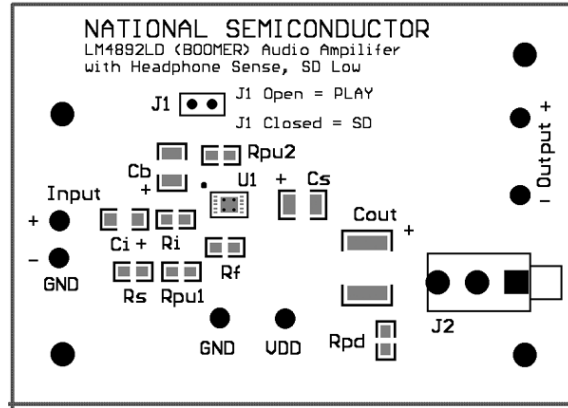 NATIONAL SEMICONDUCTOR
LM4892LD (BOOMER) Audio Ampilifer
with Headphone Sense, SD Low
J1
J1 Open = PLAY
J1 Closed = SD
Output +
−
Cb
+
Rpu2
U1
+ Cs
Input
+
−
GND
Ci +
Ri
Rf
Cout
+
Rs
Rpu1
GND
VDD
Rpd
J2